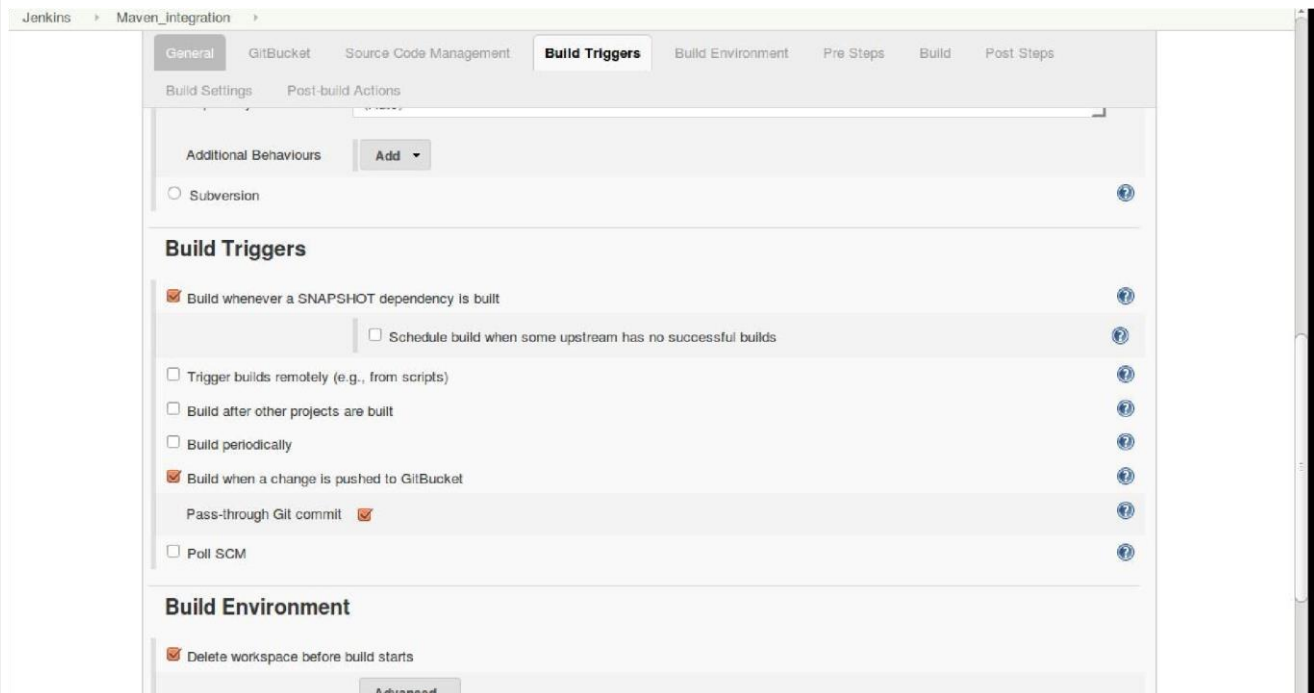 Jenkins Maven_integration
General GitBucket Source Code Management Build Triggers Build Environment Pre Steps Build Post Steps
Build Settings Post-build Actions
Additional Behaviours Add
Subversion
Build Triggers
Build whenever a SNAPSHOT dependency is built
Schedule build when some upstream has no successful builds
Trigger builds remotely (e.g., from scripts)
Build after other projects are built
Build periodically
Build when a change is pushed to GitBucket
Pass-through Git commit
Poll SCM
Build Environment
Delete workspace before build starts
Advanced...